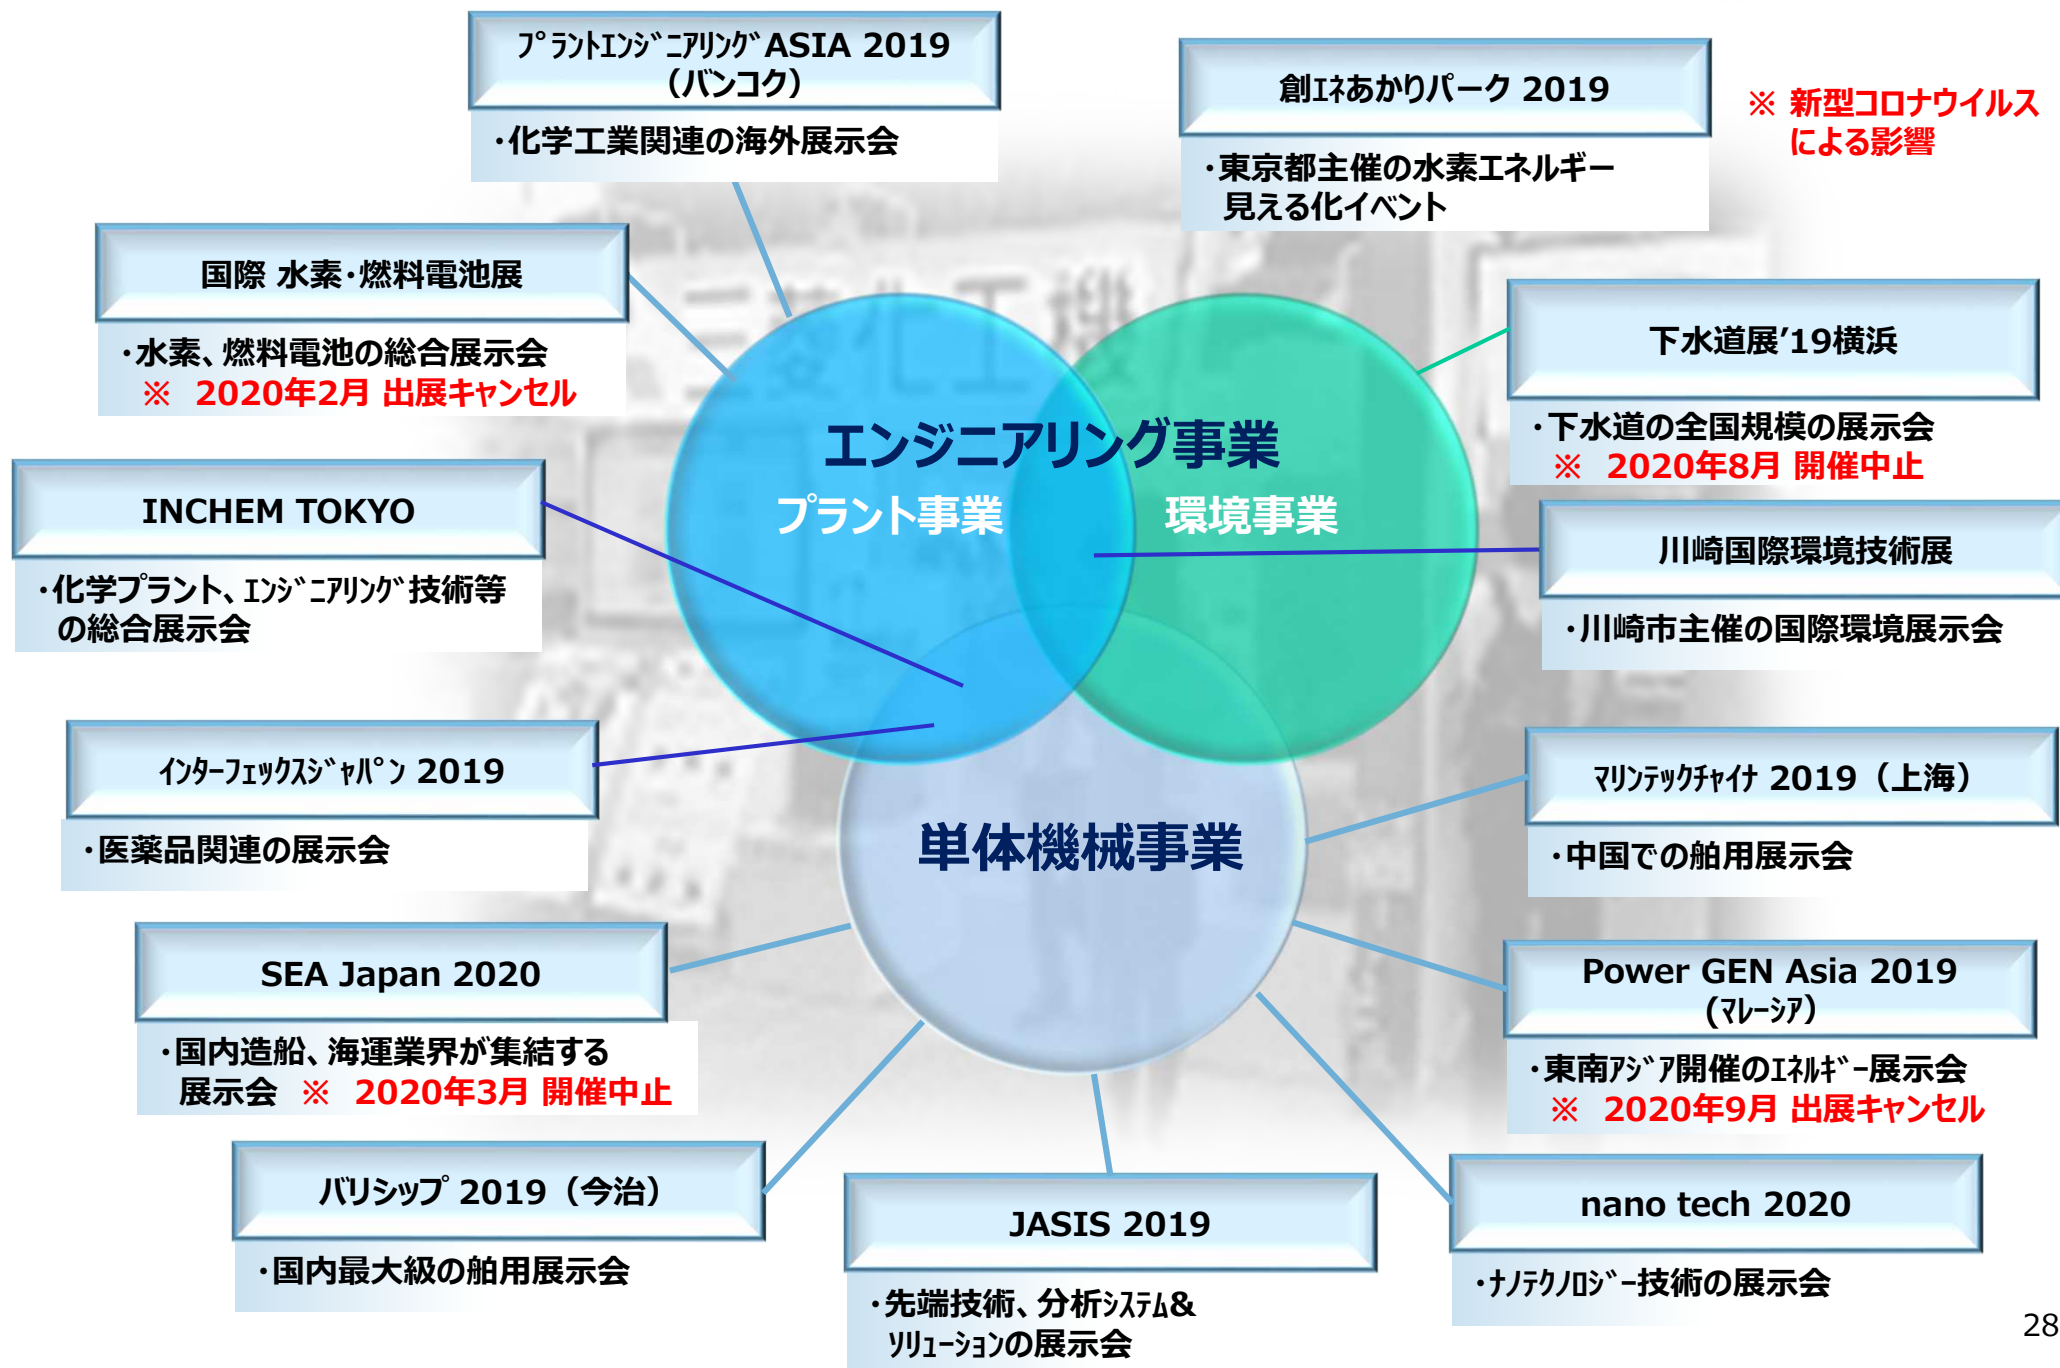 プラントエンジニアリングASIA 2019
（バンコク）
・化学工業関連の海外展示会
創エネあかりパーク 2019
・東京都主催の水素エネルギー
見える化イベント
※ 新型コロナウイルス
による影響
国際 水素・燃料電池展
・水素、燃料電池の総合展示会
※ 2020年2月 出展キャンセル
下水道展’19横浜
・下水道の全国規模の展示会
※ 2020年8月 開催中止
三菱化工機
エンジニアリング事業
プラント事業
環境事業
INCHEM TOKYO
・化学プラント、エンジニアリング技術等
の総合展示会
川崎国際環境技術展
・川崎市主催の国際環境展示会
インターフェックスジャパン 2019
・医薬品関連の展示会
単体機械事業
マリンテックチャイナ 2019（上海）
・中国での舶用展示会
SEA Japan 2020
・国内造船、海運業界が集結する
展示会 ※ 2020年3月 開催中止
Power GEN Asia 2019
(マレーシア）
・東南アジア開催のエネルギー展示会
※ 2020年9月 出展キャンセル
バリシップ 2019（今治）
・国内最大級の舶用展示会
JASIS 2019
・先端技術、分析システム&
ソリューションの展示会
nano tech 2020
・ナノテクノロジー技術の展示会
28